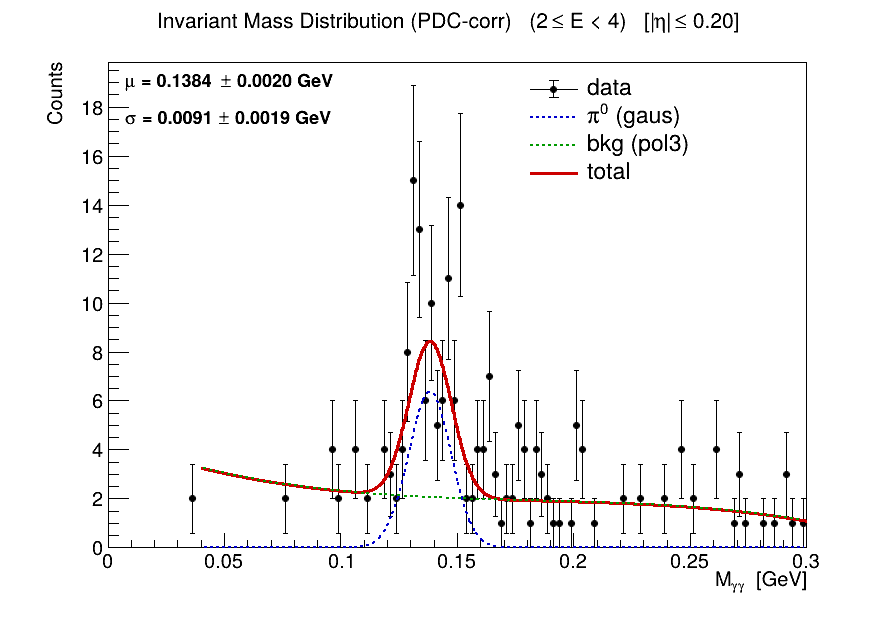 Invariant Mass Distribution (PDC-corr) (2 ≤ E < 4) [|η| ≤ 0.20]
Counts
μ = 0.1384 ± 0.0020 GeV
σ = 0.0091 ± 0.0019 GeV
data
π⁰ (gaus)
bkg (pol3)
total
18
16
14
12
10
8
6
4
2
0
0 0.05 0.1 0.15 0.2 0.25 0.3
Mγγ [GeV]